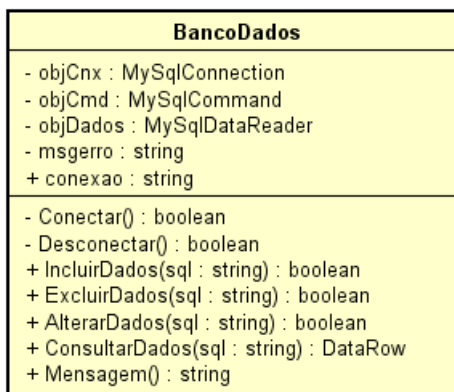 BancoDados
- objCnx : MySqlConnection
- objCmd : MySqlCommand
- objDados : MySqlDataReader
- msgerro : string
+ conexao : string
- Conectar() : boolean
- Desconectar() : boolean
+ IncluirDados(sql : string) : boolean
+ ExcluirDados(sql : string) : boolean
+ AlterarDados(sql : string) : boolean
+ ConsultarDados(sql : string) : DataRow
+ Mensagem() : string